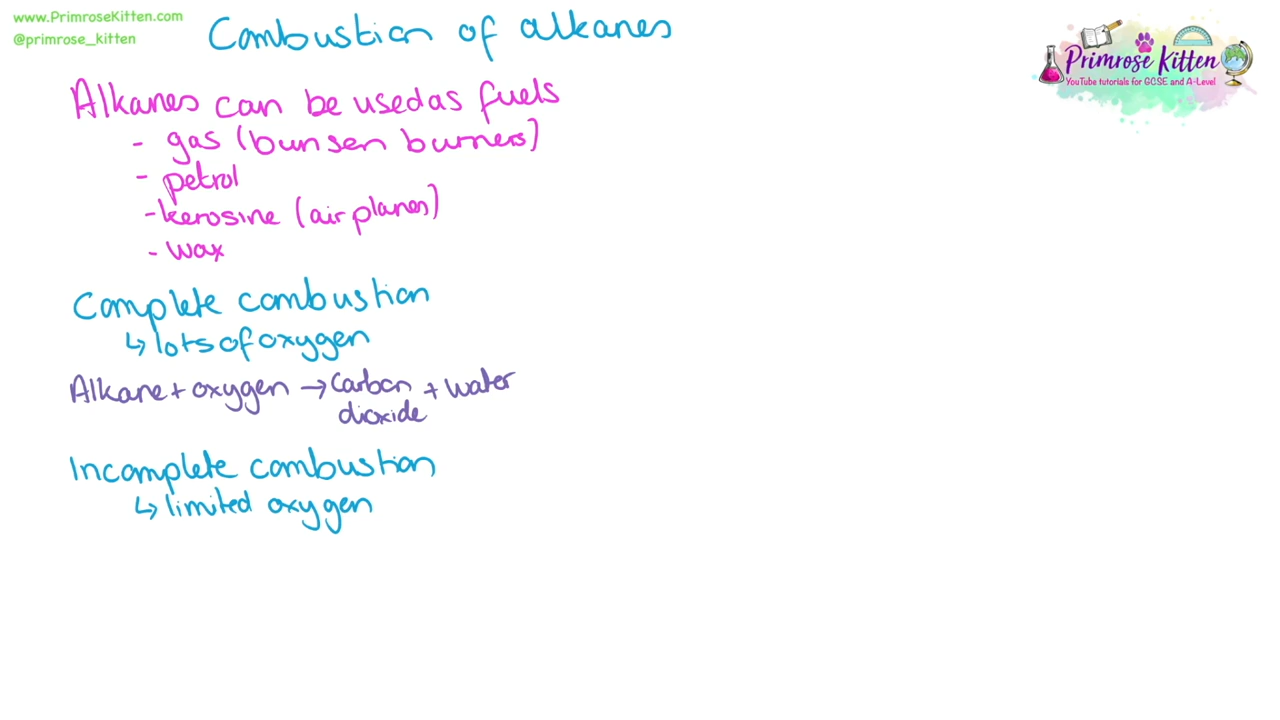 www.PrimroseKitten.com
@primrose_kitten
Combustion of alkanes
Primrose Kitten
YouTube tutorials for GCSE and A-Level
Alkanes can be used as fuels
- gas (bunsen burners)
- petrol
- kerosine (airplanes)
- wax
Complete combustion
↳ lots of oxygen
Alkane + oxygen → carbon + water
dioxide
Incomplete combustion
↳ limited oxygen